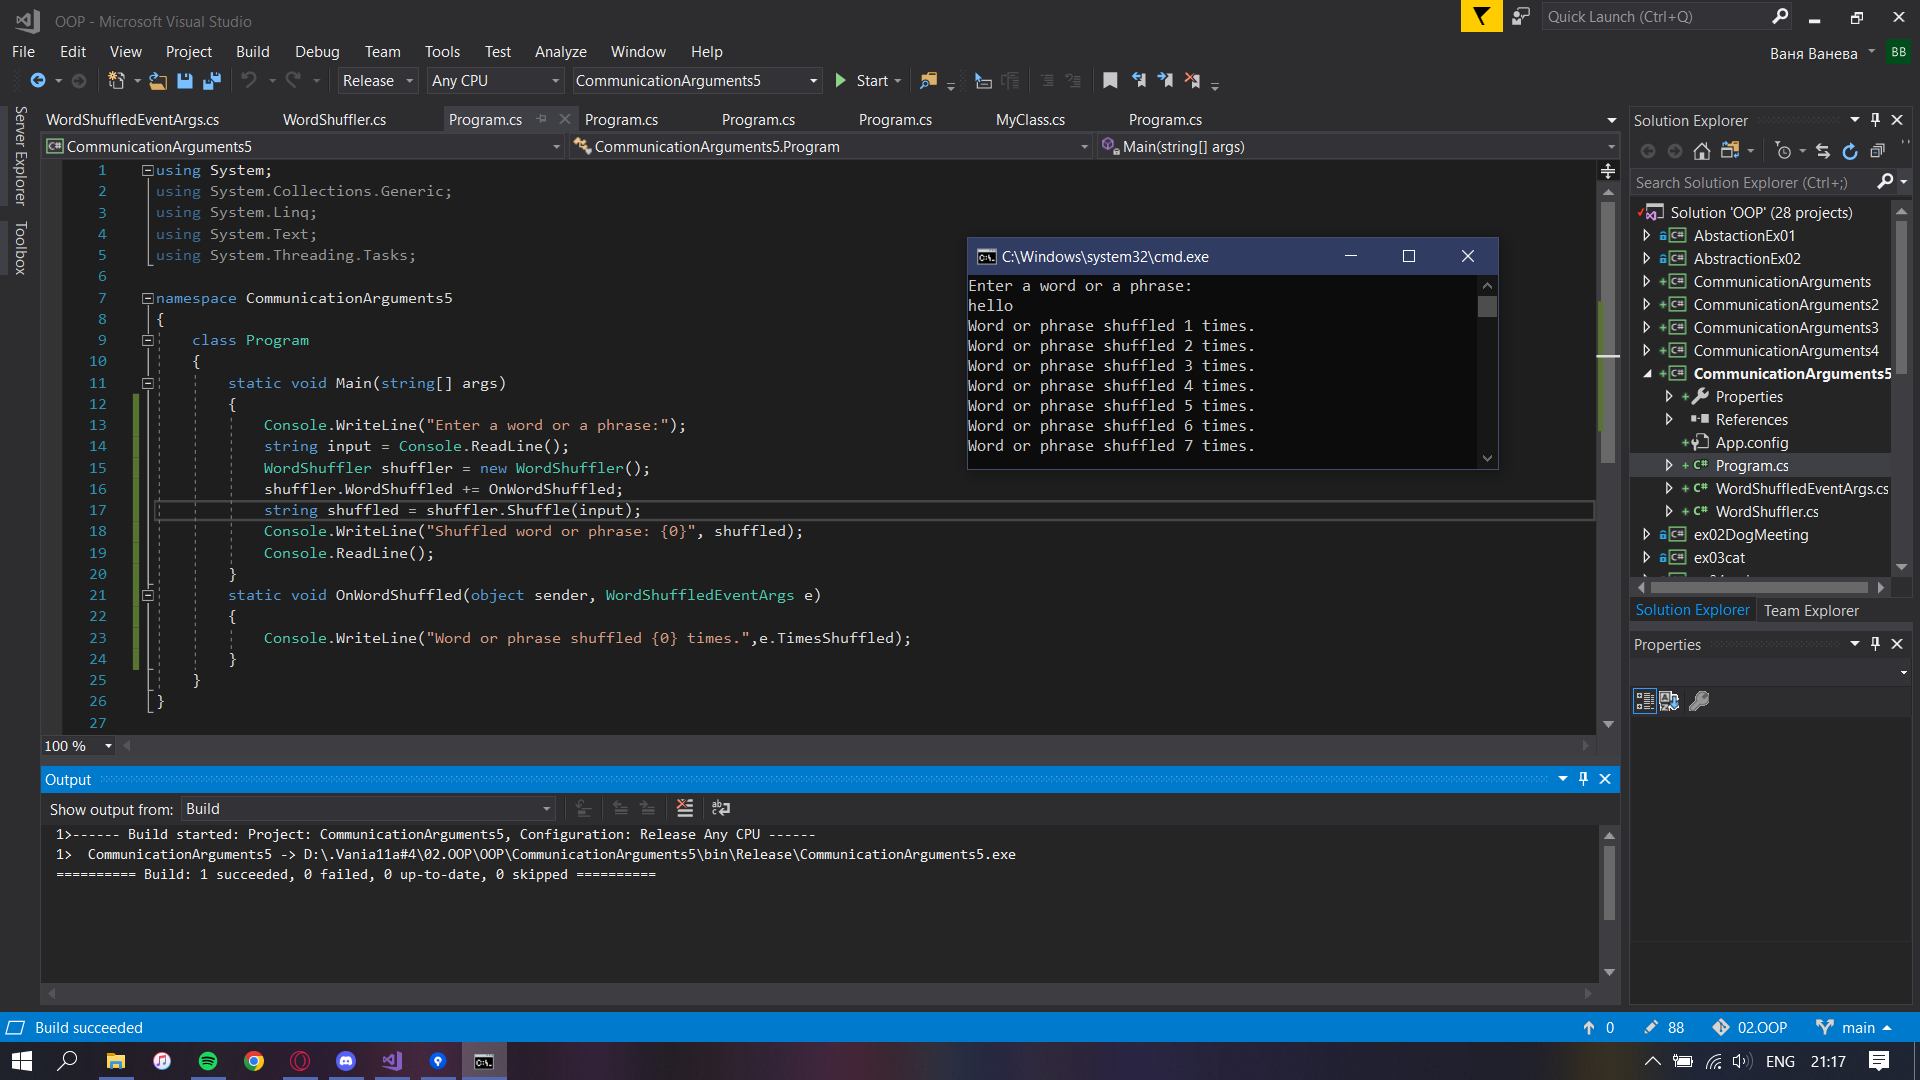 OOP - Microsoft Visual Studio
Quick Launch (Ctrl+Q)
File Edit View Project Build Debug Team Tools Test Analyze Window Help
Ваня Ванева
ВВ
Release
Any CPU
CommunicationArguments5
Start
Server Explorer
Toolbox
WordShuffledEventArgs.cs
WordShuffler.cs
Program.cs
Program.cs
Program.cs
Program.cs
MyClass.cs
Program.cs
CommunicationArguments5
CommunicationArguments5.Program
Main(string[] args)
1 using System;
2 using System.Collections.Generic;
3 using System.Linq;
4 using System.Text;
5 using System.Threading.Tasks;
6
7 namespace CommunicationArguments5
8 {
9 class Program
10 {
11 static void Main(string[] args)
12 {
13 Console.WriteLine("Enter a word or a phrase:");
14 string input = Console.ReadLine();
15 WordShuffler shuffler = new WordShuffler();
16 shuffler.WordShuffled += OnWordShuffled;
17 string shuffled = shuffler.Shuffle(input);
18 Console.WriteLine("Shuffled word or phrase: {0}", shuffled);
19 Console.ReadLine();
20 }
21 static void OnWordShuffled(object sender, WordShuffledEventArgs e)
22 {
23 Console.WriteLine("Word or phrase shuffled {0} times.",e.TimesShuffled);
24 }
25 }
26 }
27
100 %
C:\Windows\system32\cmd.exe
Enter a word or a phrase:
hello
Word or phrase shuffled 1 times.
Word or phrase shuffled 2 times.
Word or phrase shuffled 3 times.
Word or phrase shuffled 4 times.
Word or phrase shuffled 5 times.
Word or phrase shuffled 6 times.
Word or phrase shuffled 7 times.
Solution Explorer
Search Solution Explorer (Ctrl+;)
Solution 'OOP' (28 projects)
AbstactionEx01
AbstractionEx02
CommunicationArguments
CommunicationArguments2
CommunicationArguments3
CommunicationArguments4
CommunicationArguments5
Properties
References
App.config
Program.cs
WordShuffledEventArgs.cs
WordShuffler.cs
ex02DogMeeting
ex03cat
Solution Explorer
Team Explorer
Properties
Output
Show output from: Build
1>------ Build started: Project: CommunicationArguments5, Configuration: Release Any CPU ------
1> CommunicationArguments5 -> D:\.Vania11a#4\02.OOP\OOP\CommunicationArguments5\bin\Release\CommunicationArguments5.exe
========== Build: 1 succeeded, 0 failed, 0 up-to-date, 0 skipped ==========
Build succeeded
0
88
02.OOP
main
ENG
21:17